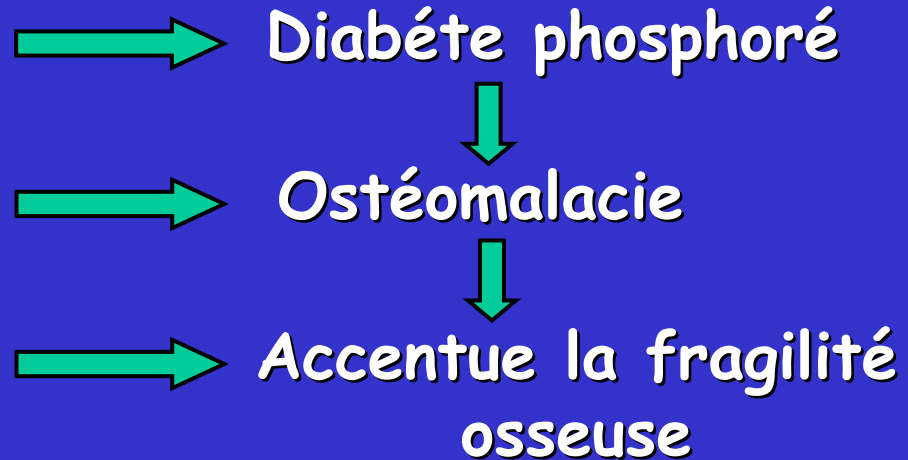 Diabéte phosphoré
Ostéomalacie
Accentue la fragilité
osseuse